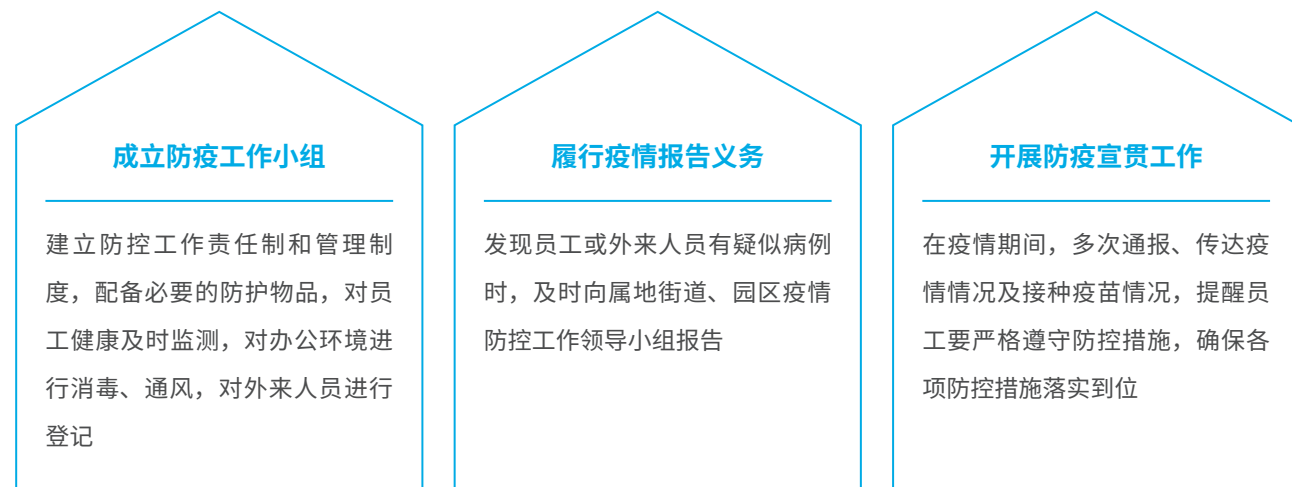 成立防疫工作小组
建立防控工作责任制和管理制
度，配备必要的防护物品，对员
工健康及时监测，对办公环境进
行消毒、通风，对外来人员进行
登记
履行疫情报告义务
发现员工或外来人员有疑似病例
时，及时向属地街道、园区疫情
防控工作领导小组报告
开展防疫宣贯工作
在疫情期间，多次通报、传达疫
情情况及接种疫苗情况，提醒员
工要严格遵守防控措施，确保各
项防控措施落实到位